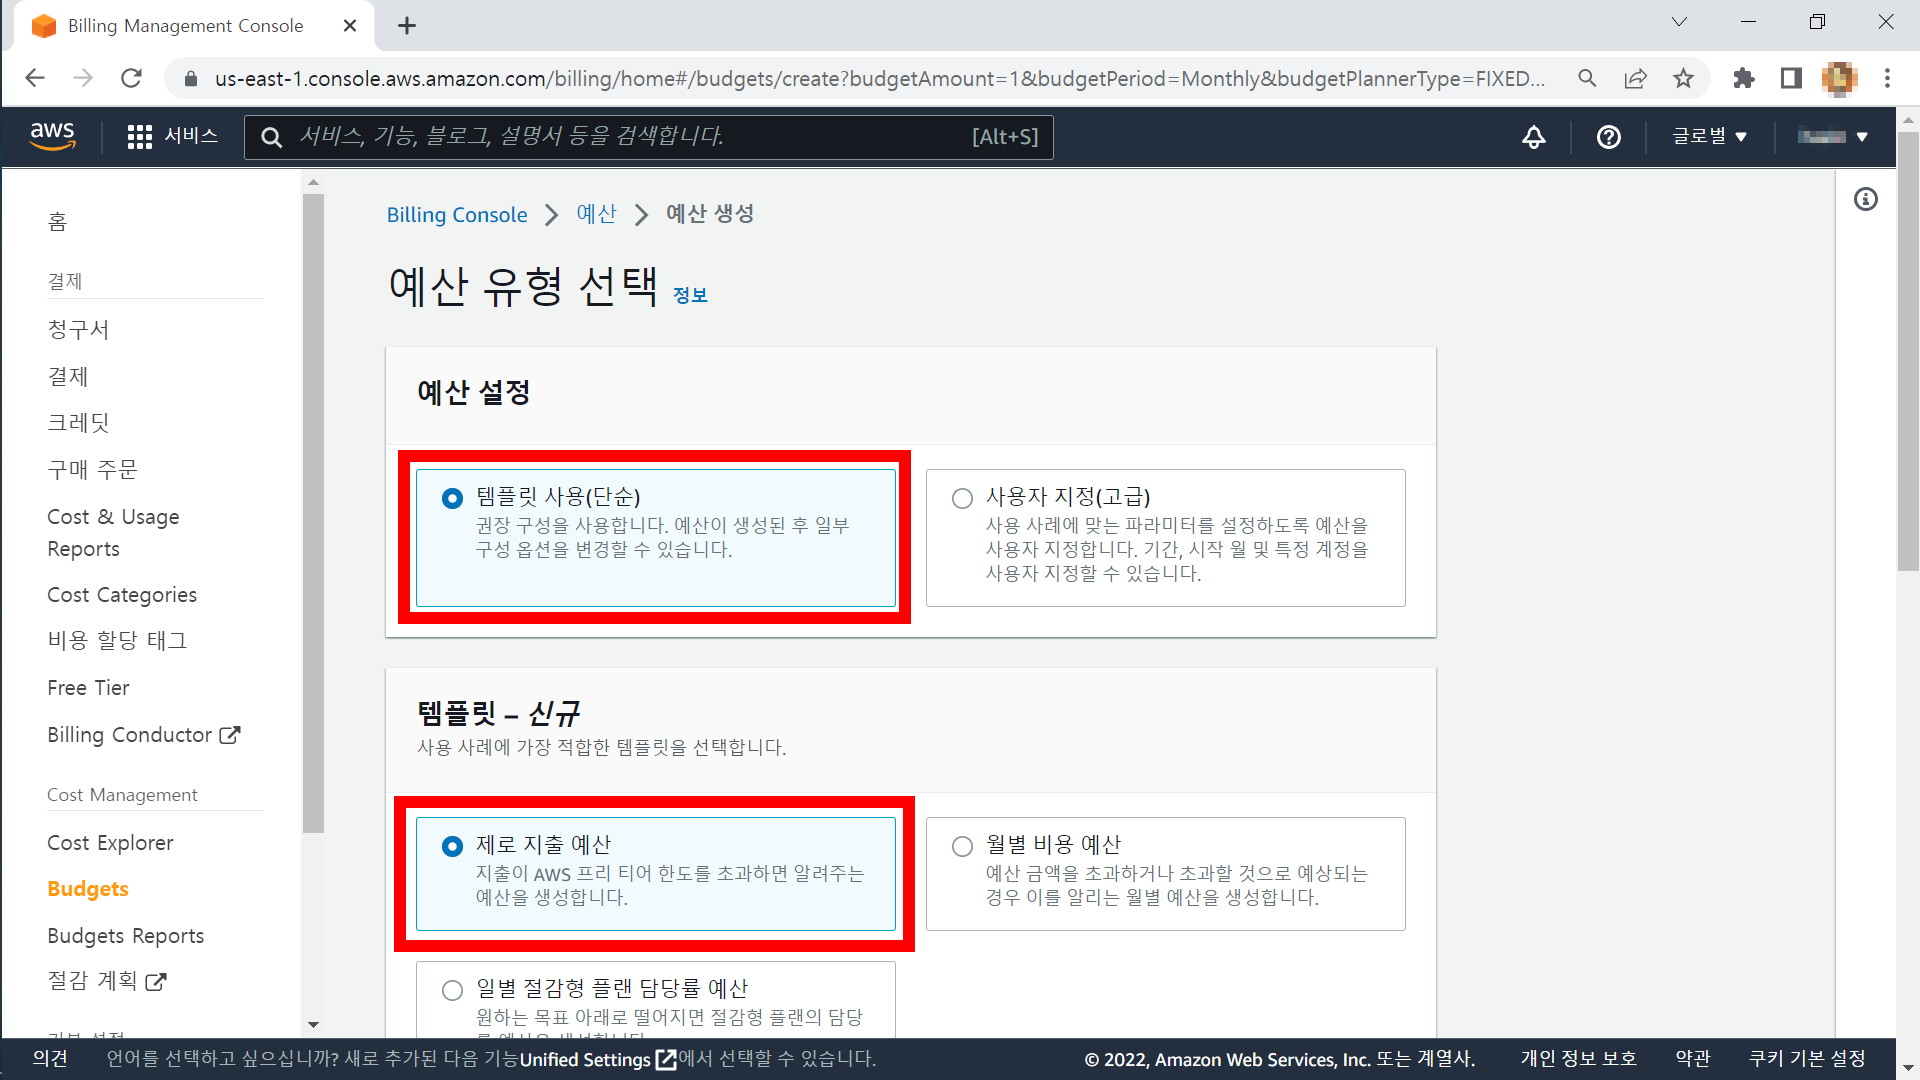 Billing Management Console
us-east-1.console.aws.amazon.com/billing/home#/budgets/create?budgetAmount=1&budgetPeriod=Monthly&budgetPlannerType=FIXED...
aws
서비스
서비스, 기능, 블로그, 설명서 등을 검색합니다.
[Alt+S]
글로벌
홈
결제
청구서
결제
크레딧
구매 주문
Cost & Usage
Reports
Cost Categories
비용 할당 태그
Free Tier
Billing Conductor
Cost Management
Cost Explorer
Budgets
Budgets Reports
절감 계획
Billing Console
예산
예산 생성
예산 유형 선택 정보
예산 설정
템플릿 사용(단순)
권장 구성을 사용합니다. 예산이 생성된 후 일부
구성 옵션을 변경할 수 있습니다.
사용자 지정(고급)
사용 사례에 맞는 파라미터를 설정하도록 예산을
사용자 지정합니다. 기간, 시작 월 및 특정 계정을
사용자 지정할 수 있습니다.
템플릿 – 신규
사용 사례에 가장 적합한 템플릿을 선택합니다.
제로 지출 예산
지출이 AWS 프리 티어 한도를 초과하면 알려주는
예산을 생성합니다.
월별 비용 예산
예산 금액을 초과하거나 초과할 것으로 예상되는
경우 이를 알리는 월별 예산을 생성합니다.
일별 절감형 플랜 담당률 예산
원하는 목표 아래로 떨어지면 절감형 플랜의 담당
의견
언어를 선택하고 싶으십니까? 새로 추가된 다음 기능Unified Settings에서 선택할 수 있습니다.
© 2022, Amazon Web Services, Inc. 또는 계열사.
개인 정보 보호
약관
쿠키 기본 설정